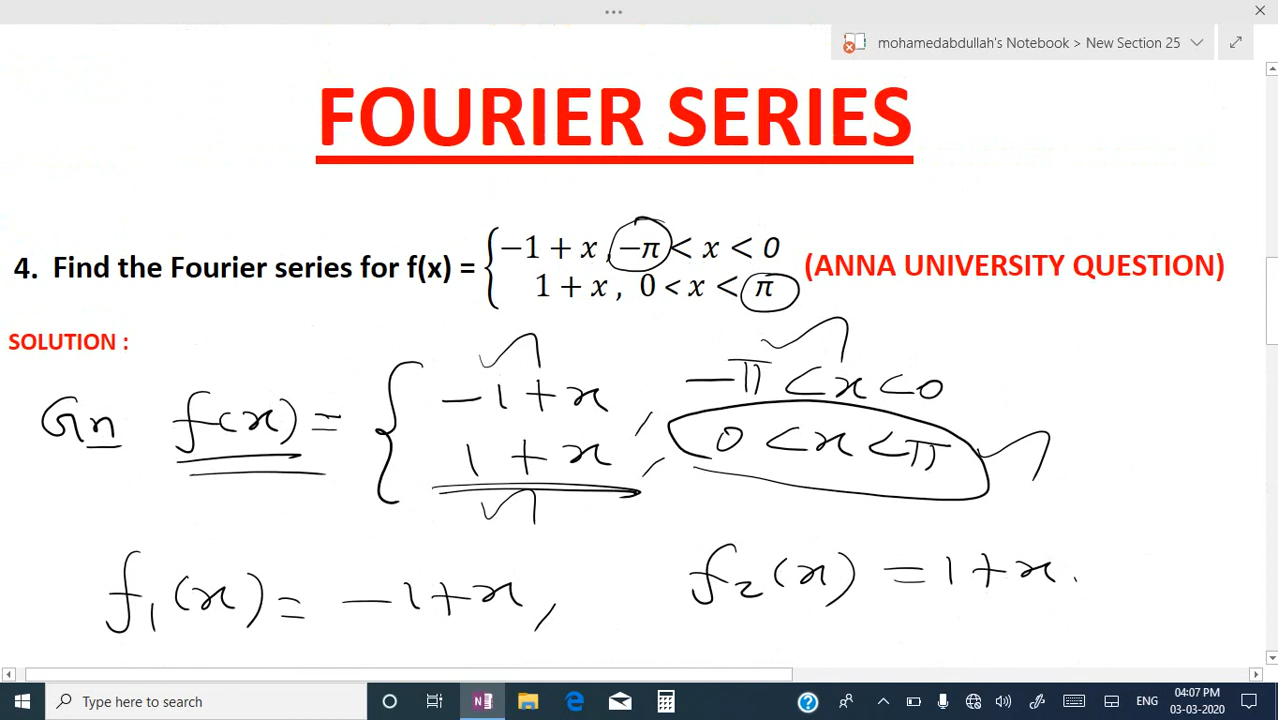 mohamedabdullah's Notebook > New Section 25
FOURIER SERIES
4. Find the Fourier series for f(x) = { −1 + x , −π < x < 0
1 + x , 0 < x < π
(ANNA UNIVERSITY QUESTION)
SOLUTION :
Gn f(x) = { −1 + x , −π < x < 0
1 + x , 0 < x < π
f₁(x) = −1 + x , f₂(x) = 1 + x .
Type here to search
ENG
04:07 PM
03-03-2020